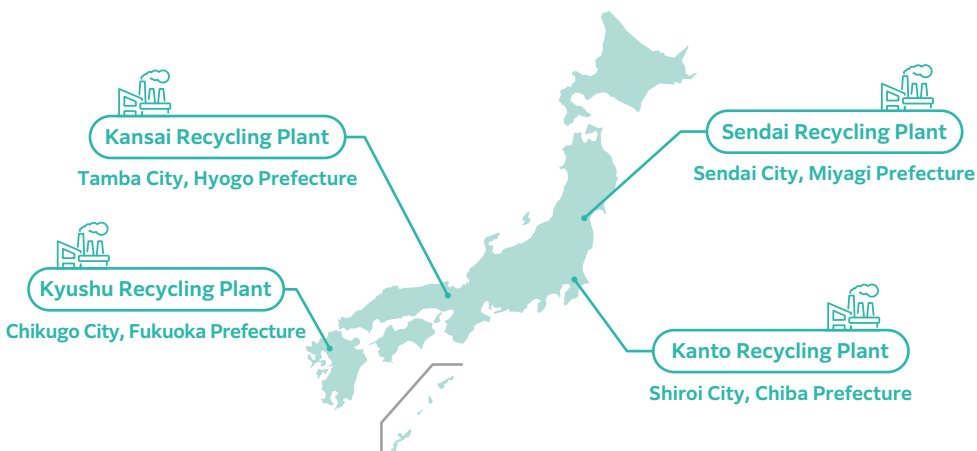 Kansai Recycling Plant
Tamba City, Hyogo Prefecture
Sendai Recycling Plant
Sendai City, Miyagi Prefecture
Kyushu Recycling Plant
Chikugo City, Fukuoka Prefecture
Kanto Recycling Plant
Shiroi City, Chiba Prefecture